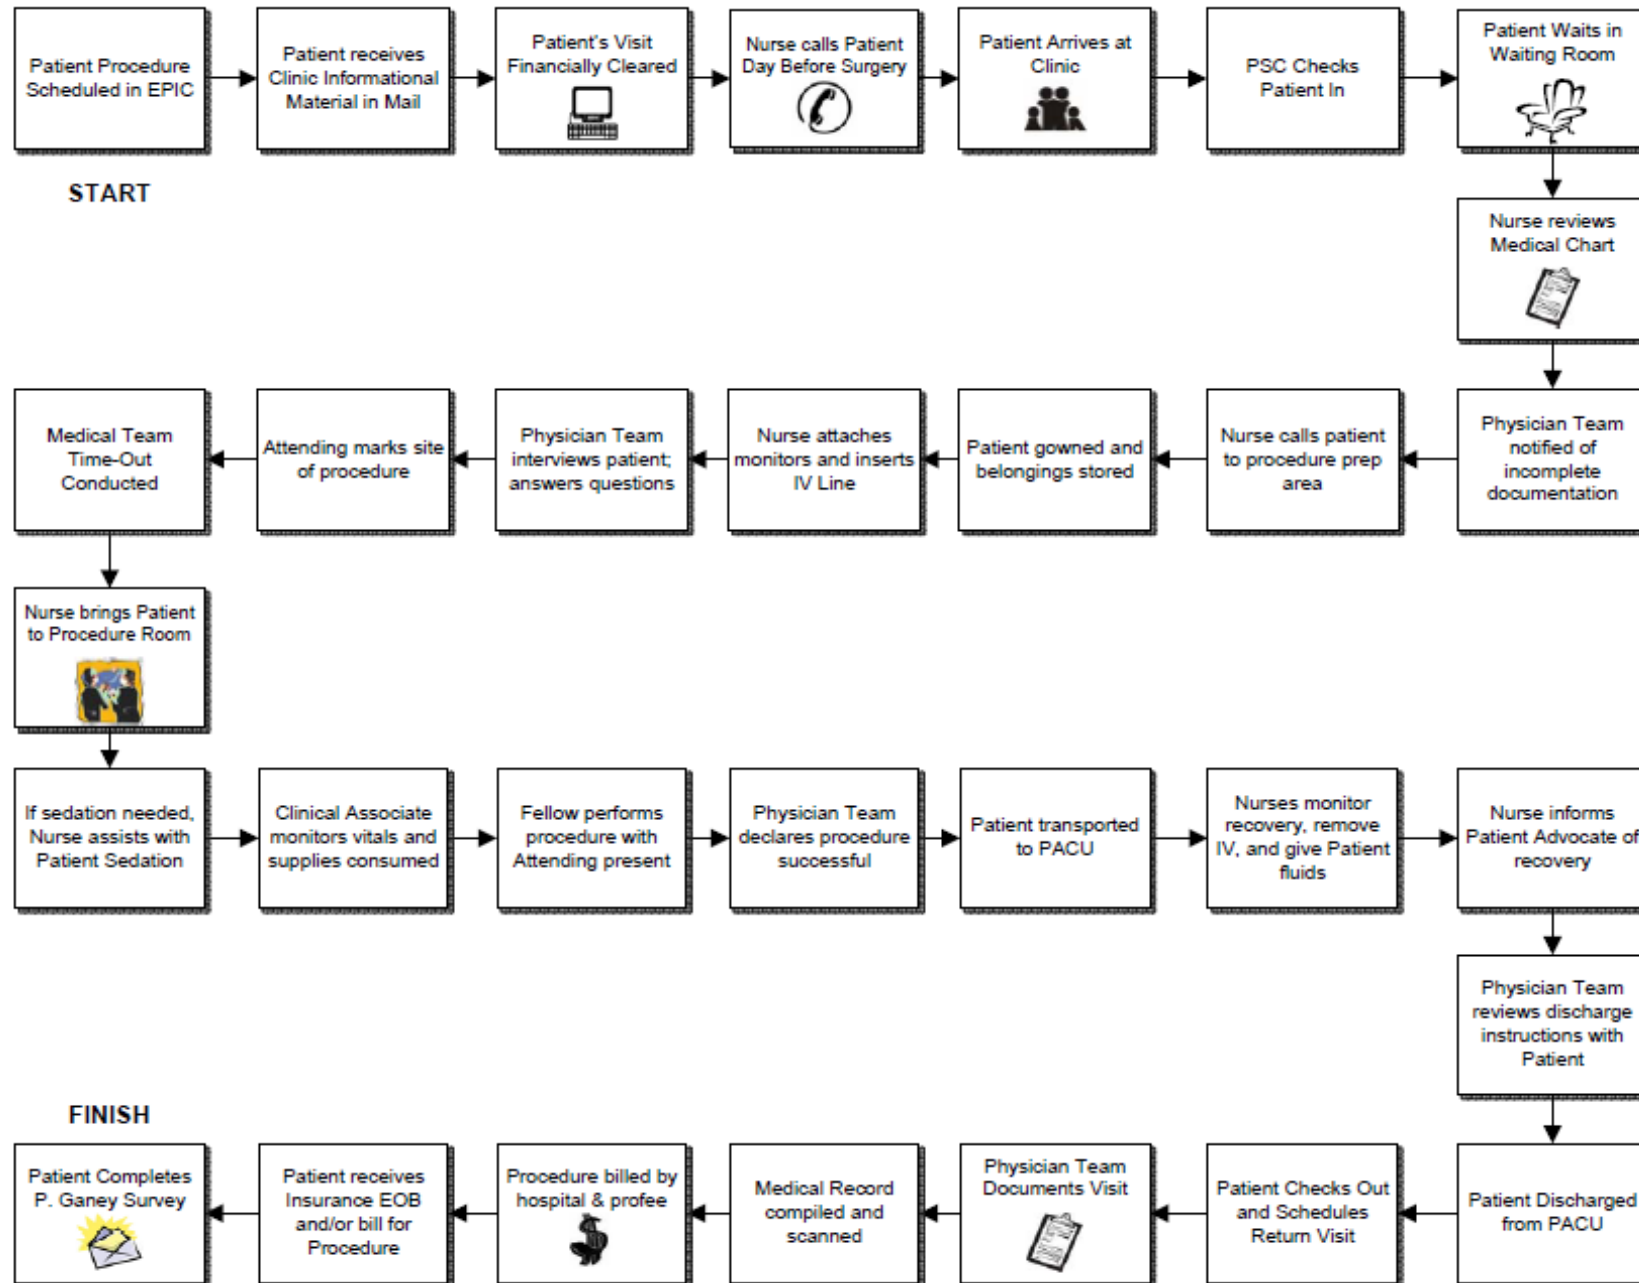 Patient Procedure
Scheduled in EPIC
Patient receives
Clinic Informational
Material in Mail
Patient's Visit
Financially Cleared
Nurse calls Patient
Day Before Surgery
Patient Arrives at
Clinic
PSC Checks
Patient In
Patient Waits in
Waiting Room
START
Nurse reviews
Medical Chart
Physician Team
notified of
incomplete
documentation
Nurse calls patient
to procedure prep
area
Patient gowned and
belongings stored
Nurse attaches
monitors and inserts
IV Line
Physician Team
interviews patient;
answers questions
Attending marks site
of procedure
Medical Team
Time-Out
Conducted
Nurse brings Patient
to Procedure Room
If sedation needed,
Nurse assists with
Patient Sedation
Clinical Associate
monitors vitals and
supplies consumed
Fellow performs
procedure with
Attending present
Physician Team
declares procedure
successful
Patient transported
to PACU
Nurses monitor
recovery, remove
IV, and give Patient
fluids
Nurse informs
Patient Advocate of
recovery
Physician Team
reviews discharge
instructions with
Patient
Patient Discharged
from PACU
Patient Checks Out
and Schedules
Return Visit
Physician Team
Documents Visit
Medical Record
compiled and
scanned
Procedure billed by
hospital & profee
Patient receives
Insurance EOB
and/or bill for
Procedure
FINISH
Patient Completes
P. Ganey Survey